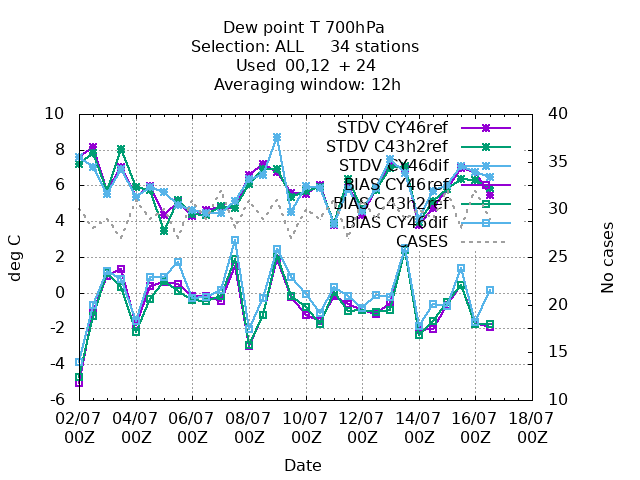 Dew point T 700hPa
Selection: ALL     34 stations
Used  00,12  + 24
Averaging window: 12h
10
8
6
4
2
0
-2
-4
-6
40
35
30
25
20
15
10
deg C
No cases
STDV CY46ref
STDV C43h2ref
STDV CY46dif
BIAS CY46ref
BIAS C43h2ref
BIAS CY46dif
CASES
02/07 04/07 06/07 08/07 10/07 12/07 14/07 16/07 18/07
00Z 00Z 00Z 00Z 00Z 00Z 00Z 00Z 00Z
Date